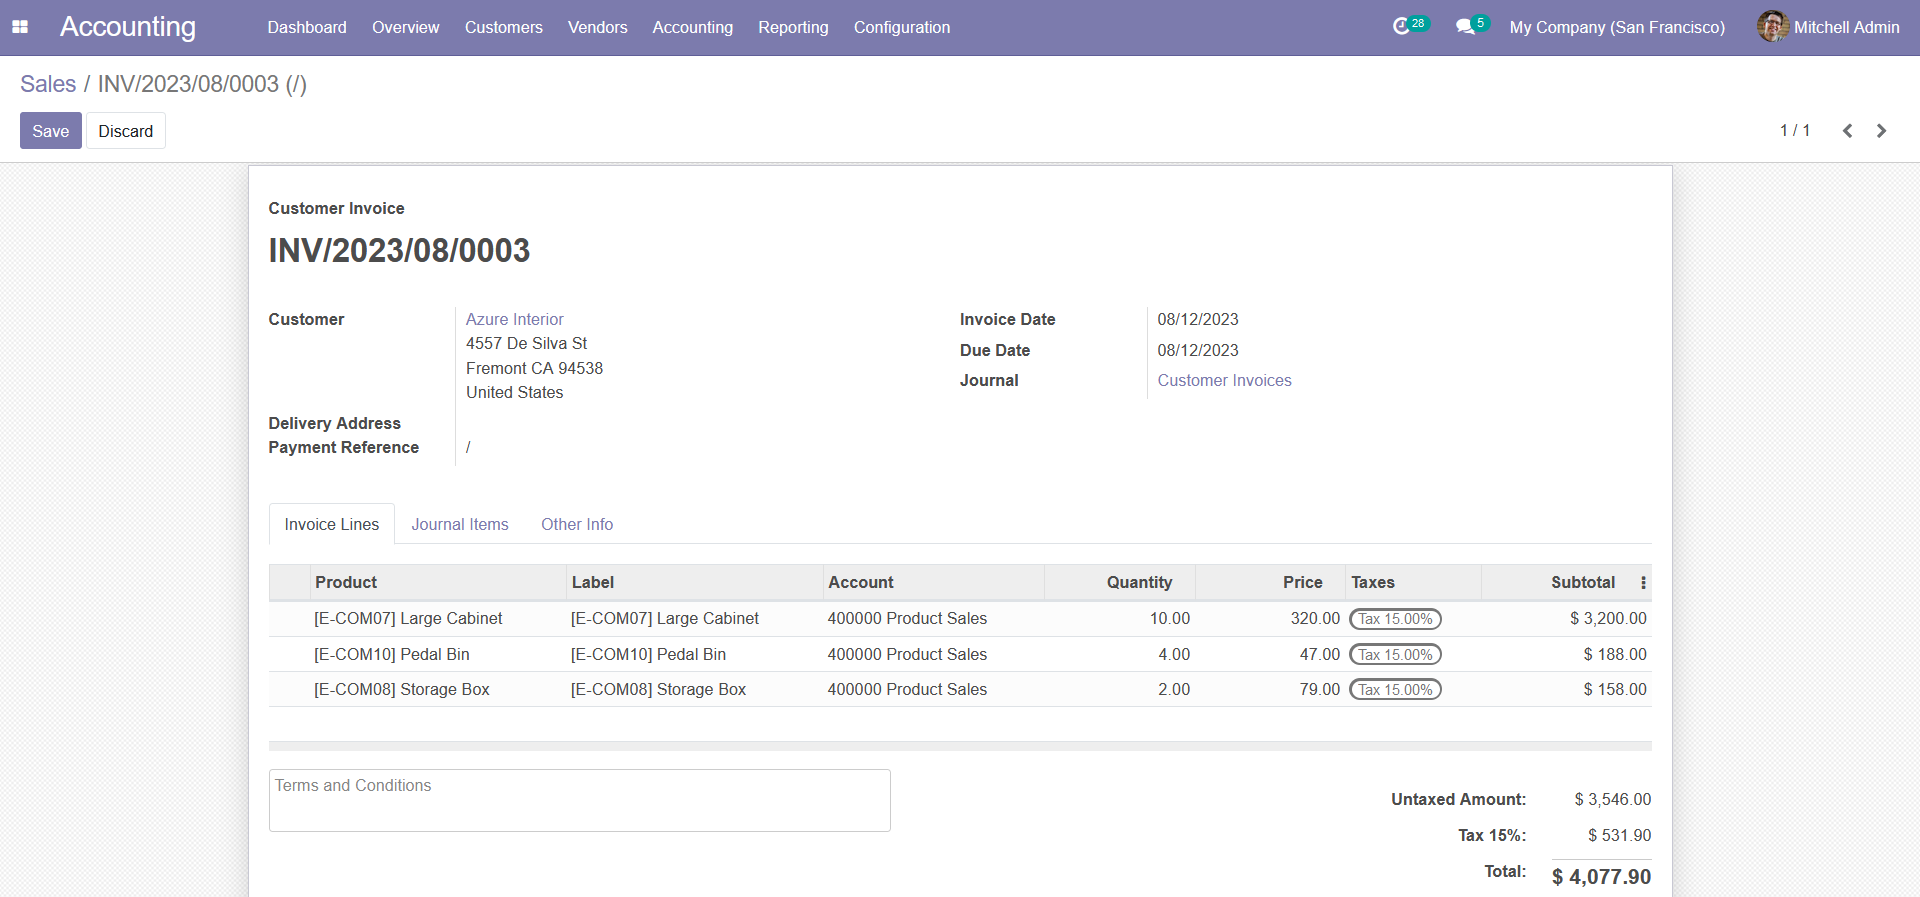 Accounting Dashboard Overview Customers Vendors Accounting Reporting Configuration 28 5 My Company (San Francisco) Mitchell Admin
Sales / INV/2023/08/0003 (/)
Save Discard 1 / 1
Customer Invoice
INV/2023/08/0003
Customer Azure Interior Invoice Date 08/12/2023
4557 De Silva St
Due Date 08/12/2023
Fremont CA 94538
Journal Customer Invoices
United States
Delivery Address
Payment Reference /
Invoice Lines Journal Items Other Info
Product Label Account Quantity Price Taxes Subtotal
[E-COM07] Large Cabinet [E-COM07] Large Cabinet 400000 Product Sales 10.00 320.00 Tax 15.00% $ 3,200.00
[E-COM10] Pedal Bin [E-COM10] Pedal Bin 400000 Product Sales 4.00 47.00 Tax 15.00% $ 188.00
[E-COM08] Storage Box [E-COM08] Storage Box 400000 Product Sales 2.00 79.00 Tax 15.00% $ 158.00
Terms and Conditions
Untaxed Amount: $ 3,546.00
Tax 15%: $ 531.90
Total: $ 4,077.90